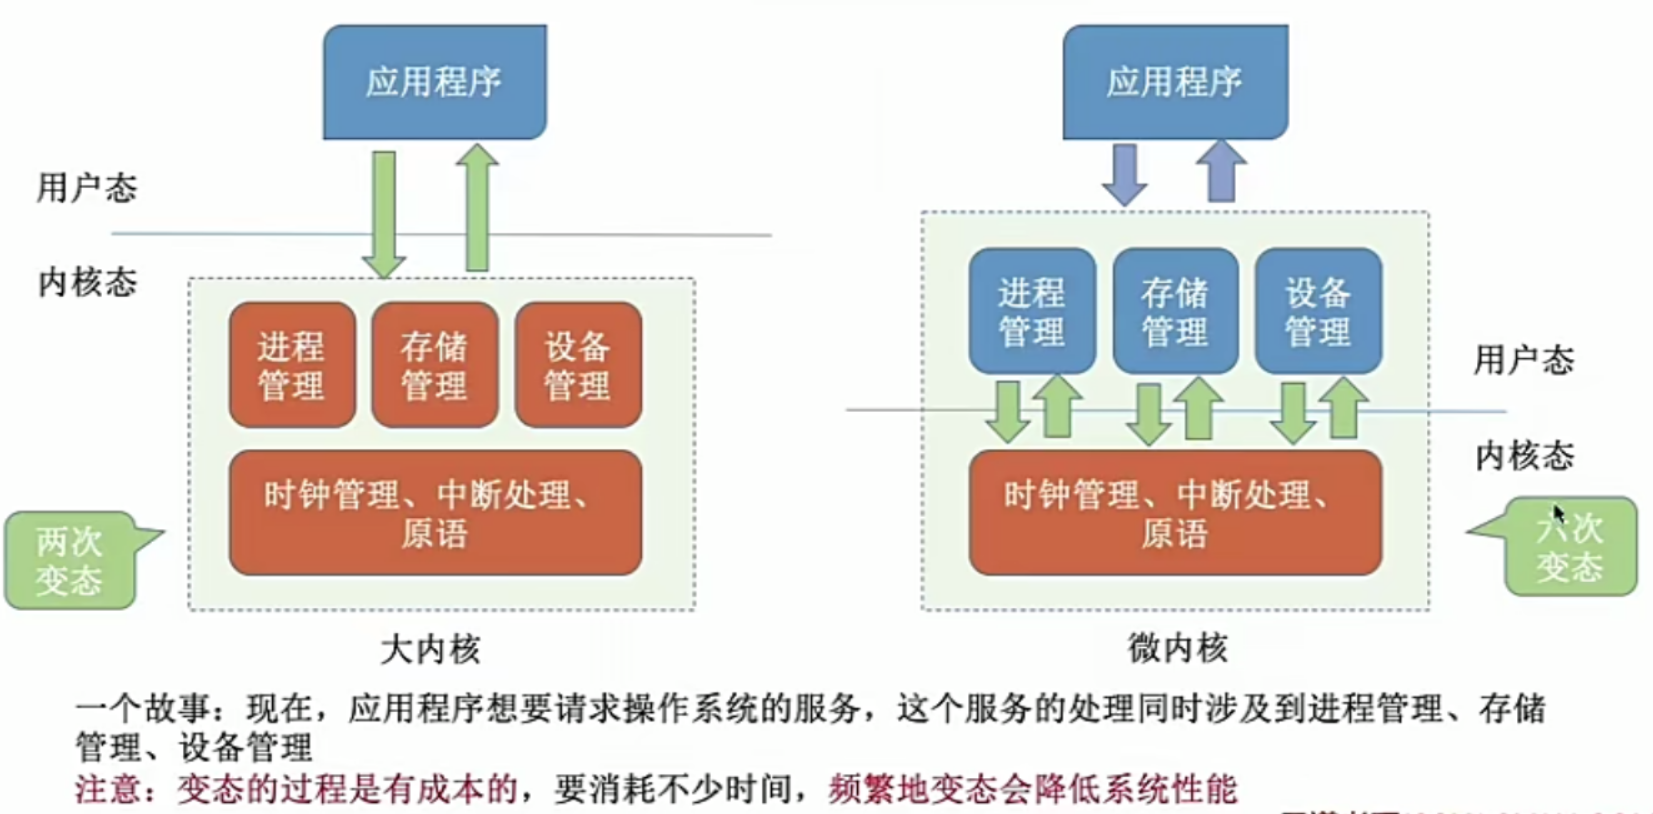 应用程序
用户态
内核态
进程
管理
存储
管理
设备
管理
时钟管理、中断处理、
原语
两次
变态
大内核
应用程序
进程
管理
存储
管理
设备
管理
用户态
内核态
时钟管理、中断处理、
原语
六次
变态
微内核
一个故事：现在，应用程序想要请求操作系统的服务，这个服务的处理同时涉及到进程管理、存储
管理、设备管理
注意：变态的过程是有成本的，要消耗不少时间，频繁地变态会降低系统性能